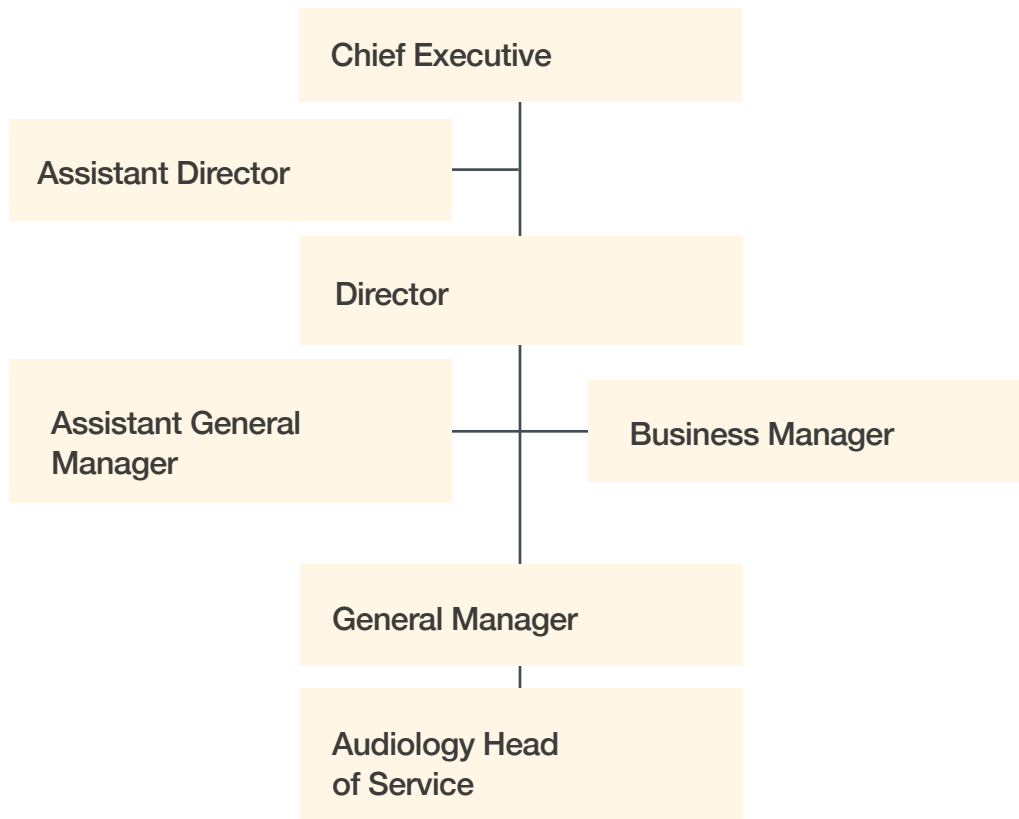 Chief Executive
Assistant Director
Director
Assistant General
Manager
Business Manager
General Manager
Audiology Head
of Service